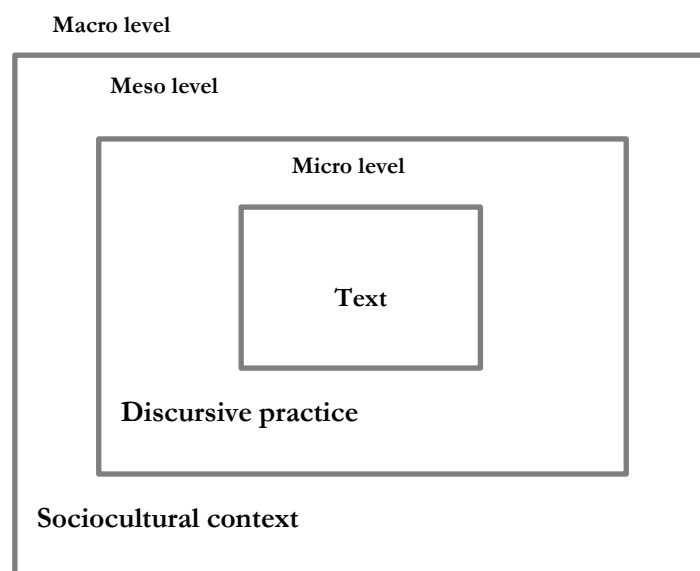 Macro level
Meso level
Micro level
Text
Discursive practice
Sociocultural context